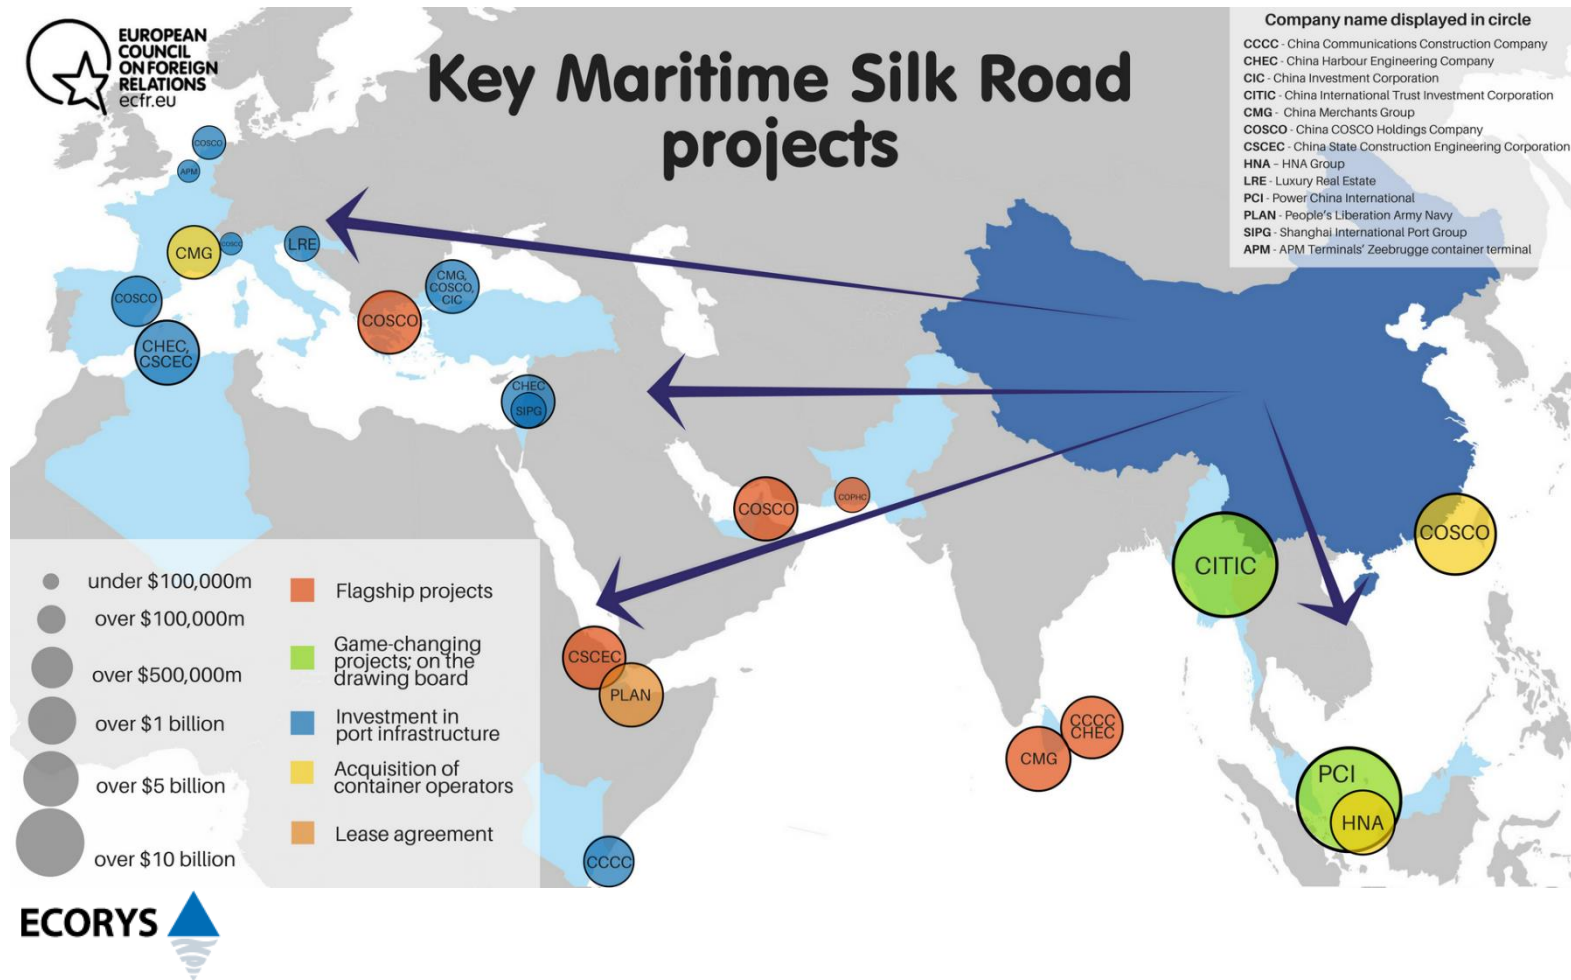 EUROPEAN
COUNCIL
ON FOREIGN
RELATIONS
ecfr.eu
Key Maritime Silk Road
projects
Company name displayed in circle
CCCC - China Communications Construction Company
CHEC - China Harbour Engineering Company
CIC - China Investment Corporation
CITIC - China International Trust Investment Corporation
CMG - China Merchants Group
COSCO - China COSCO Holdings Company
CSCEC - China State Construction Engineering Corporation
HNA - HNA Group
LRE - Luxury Real Estate
PCI - Power China International
PLAN - People's Liberation Army Navy
SIPG - Shanghai International Port Group
APM - APM Terminals' Zeebrugge container terminal
COSCO
APM
CMG
COSCO
LRE
COSCO
CMG,
COSCO,
CIC
COSCO
CHEC,
CSCEC
CHEC
SIPG
COSCO
COPHC
CITIC
COSCO
CSCEC
PLAN
CCCC
CHEC
CMG
PCI
HNA
CCCC
under $100,000m
over $100,000m
over $500,000m
over $1 billion
over $5 billion
over $10 billion
Flagship projects
Game-changing
projects; on the
drawing board
Investment in
port infrastructure
Acquisition of
container operators
Lease agreement
ECORYS